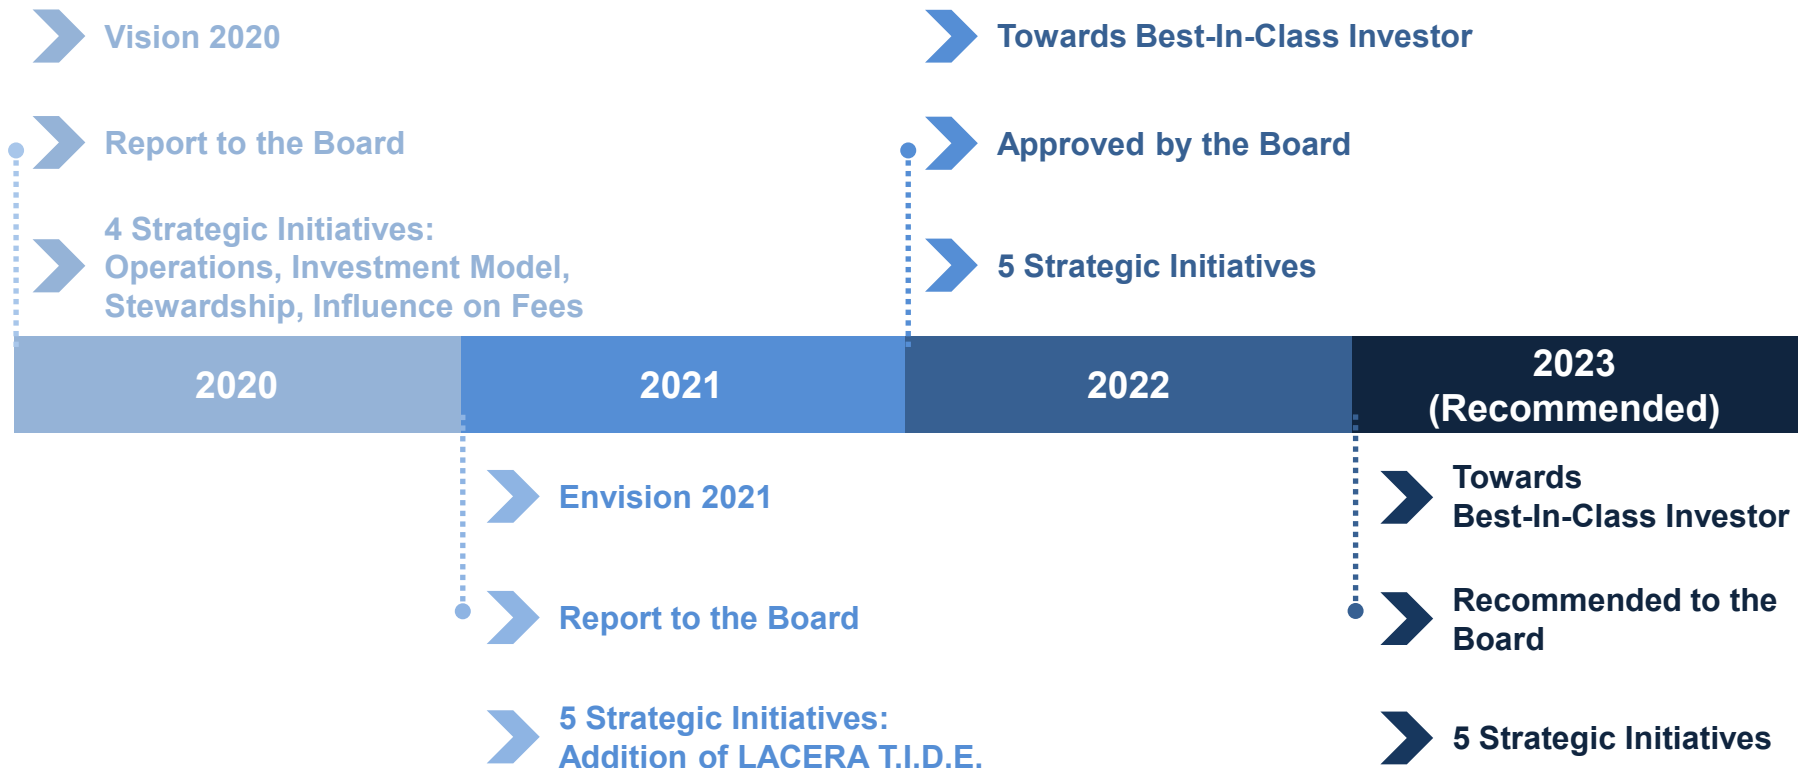 Vision 2020
Report to the Board
4 Strategic Initiatives:
Operations, Investment Model,
Stewardship, Influence on Fees
Towards Best-In-Class Investor
Approved by the Board
5 Strategic Initiatives
2020
2021
2022
2023
(Recommended)
Envision 2021
Report to the Board
5 Strategic Initiatives:
Addition of LACERA T.I.D.E.
Towards
Best-In-Class Investor
Recommended to the
Board
5 Strategic Initiatives